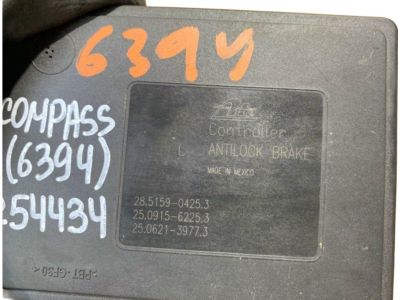 6394
COMPASS
(6394)
254434
Controller
ANTILOCK BRAKE
MADE IN MEXICO
28.5159-0425.3
25.0915-6225.3
25.0621-3977.3
>PBT-GF30<